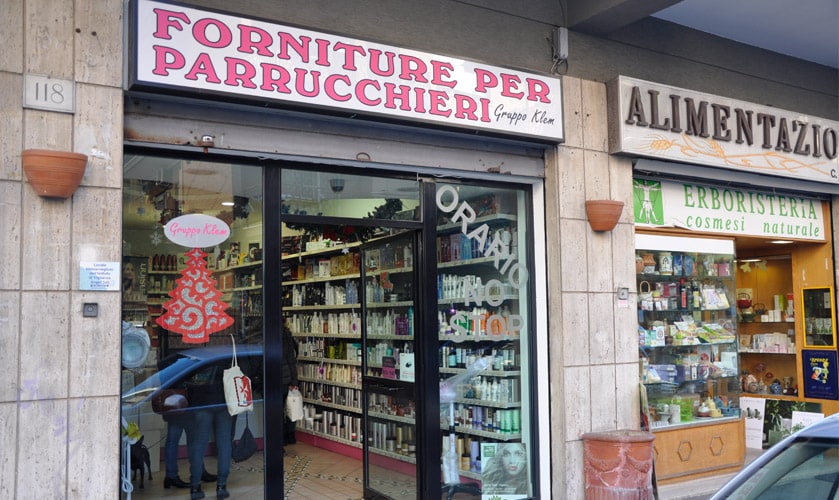 118
FORNITURE PER
PARRUCCHIERI
Gruppo Klem
Gruppo Klem
ORARIO
NO
STOP
ALIMENTAZIO
C.
ERBORISTERIA
cosmesi naturale